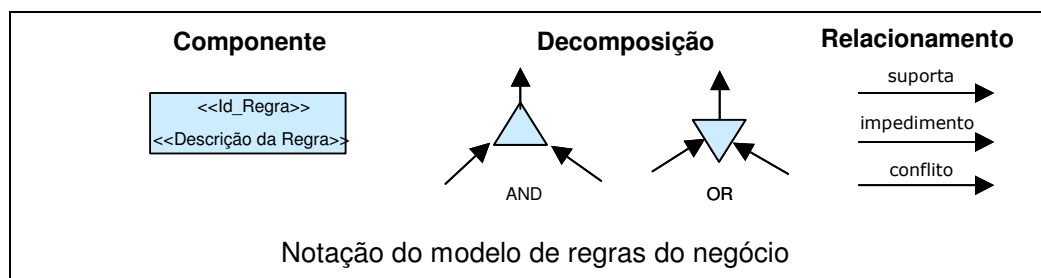 Componente
<<Id_Regra>>
<<Descrição da Regra>>
Decomposição
AND
OR
Relacionamento
suporta
impedimento
conflito
Notação do modelo de regras do negócio